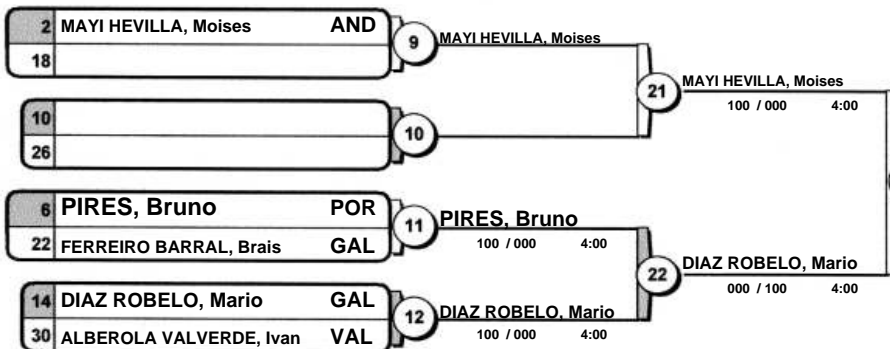 2 MAYI HEVILLA, Moises AND
18
9 MAYI HEVILLA, Moises
21 MAYI HEVILLA, Moises
100 / 000 4:00
10
26
10
6 PIRES, Bruno POR
22 FERREIRO BARRAL, Brais GAL
11 PIRES, Bruno
100 / 000 4:00
22 DIAZ ROBELO, Mario
000 / 100 4:00
14 DIAZ ROBELO, Mario GAL
30 ALBEROLA VALVERDE, Ivan VAL
12 DIAZ ROBELO, Mario
100 / 000 4:00